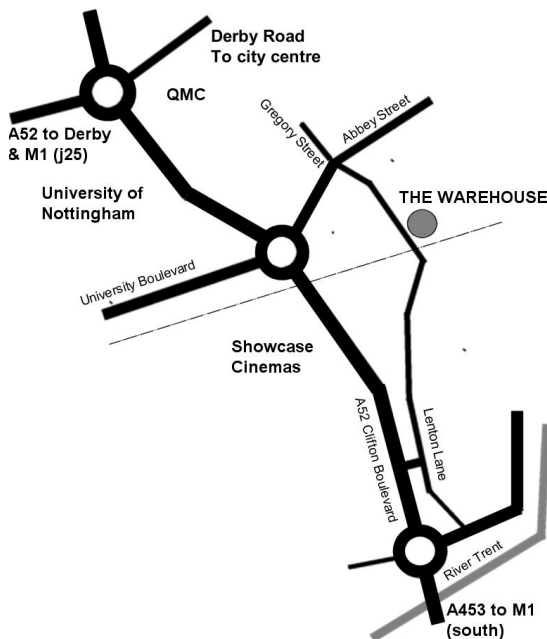 Derby Road
To city centre
QMC
A52 to Derby
& M1 (j25)
Gregory Street
Abbey Street
University of
Nottingham
THE WAREHOUSE
University Boulevard
Showcase
Cinemas
A52 Clifton Boulevard
Lenton Lane
River Trent
A453 to M1
(south)